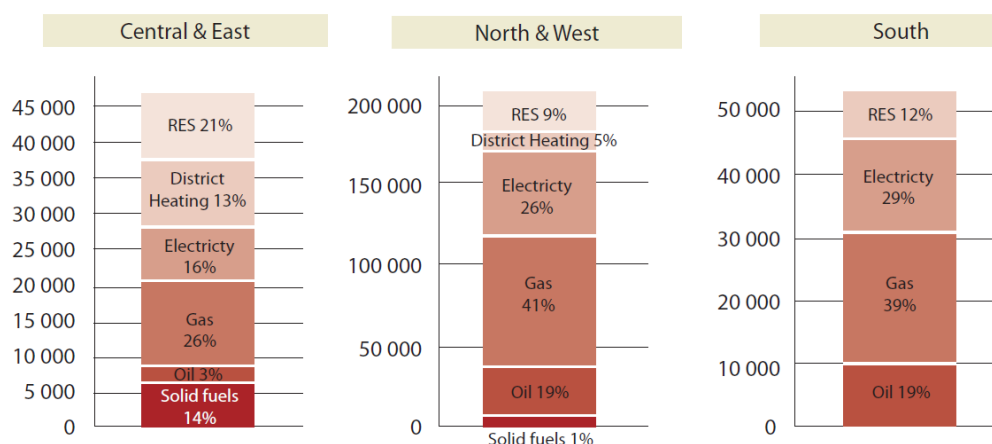 Central & East
North & West
South
45 000
40 000
35 000
30 000
25 000
20 000
15 000
10 000
5 000
0
RES 21%
District
Heating 13%
Electricty
16%
Gas
26%
Oil 3%
Solid fuels
14%
200 000
150 000
100 000
50 000
0
RES 9%
District Heating 5%
Electricty
26%
Gas
41%
Oil 19%
Solid fuels 1%
50 000
40 000
30 000
20 000
10 000
0
RES 12%
Electricty
29%
Gas
39%
Oil 19%